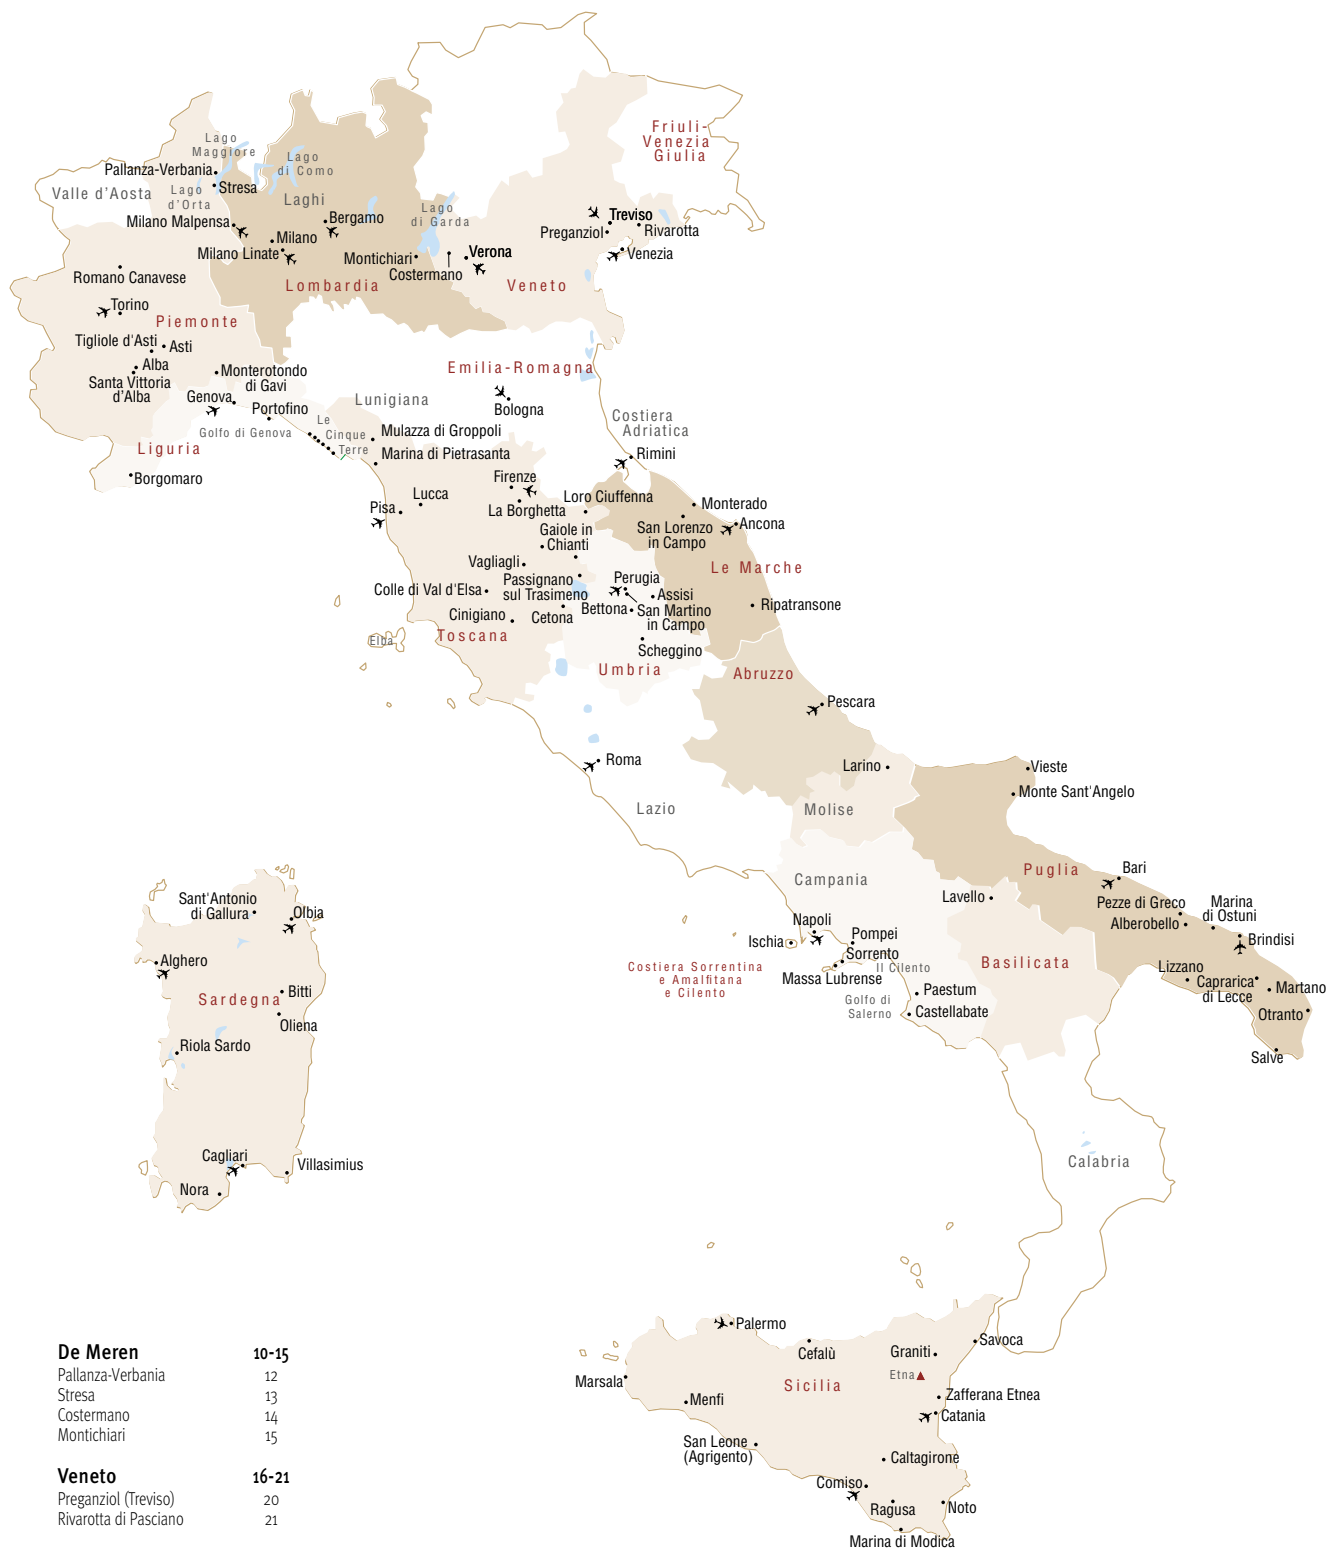 Friuli-
Venezia
Giulia
Lago
Maggiore
Lago
di Como
Pallanza-Verbania
Stresa
Valle d'Aosta
Lago
d'Orta
Laghi
Lago
di Garda
Milano Malpensa
Bergamo
Treviso
Preganziol
Rivarotta
Milano
Milano Linate
Montichiari
Verona
Costermano
Venezia
Romano Canavese
Lombardia
Veneto
Torino
Piemonte
Tigliole d'Asti
Asti
Alba
Santa Vittoria
d'Alba
Monterotondo
di Gavi
Emilia-Romagna
Genova
Portofino
Lunigiana
Bologna
Costiera
Adriatica
Golfo di Genova
Le
Cinque
Terre
Mulazza di Groppoli
Liguria
Marina di Pietrasanta
Rimini
Borgomaro
Firenze
Lucca
Pisa
La Borghetta
Loro Ciuffenna
Monterado
San Lorenzo
in Campo
Ancona
Gaiole in
Chianti
Vagliagli
Le Marche
Passignano
sul Trasimeno
Perugia
Colle di Val d'Elsa
Assisi
Bettona
San Martino
in Campo
Ripatransone
Cinigiano
Cetona
Elba
Toscana
Scheggino
Umbria
Abruzzo
Pescara
Roma
Larino
Vieste
Monte Sant'Angelo
Lazio
Molise
Puglia
Bari
Campania
Lavello
Pezze di Greco
Alberobello
Marina
di Ostuni
Brindisi
Sant'Antonio
di Gallura
Olbia
Napoli
Ischia
Pompei
Sorrento
Massa Lubrense
Il Cilento
Alghero
Costiera Sorrentina
e Amalfitana
e Cilento
Basilicata
Lizzano
Caprarica
di Lecce
Martano
Otranto
Sardegna
Bitti
Oliena
Golfo di
Salerno
Paestum
Castellabate
Riola Sardo
Salve
Calabria
Cagliari
Villasimius
Nora
Palermo
Cefalù
Savoca
Graniti
Etna
Marsala
Sicilia
Menfi
Zafferana Etnea
Catania
San Leone
(Agrigento)
Caltagirone
Comiso
Ragusa
Noto
Marina di Modica
De Meren 10-15
Pallanza-Verbania 12
Stresa 13
Costermano 14
Montichiari 15
Veneto 16-21
Preganziol (Treviso) 20
Rivarotta di Pasciano 21